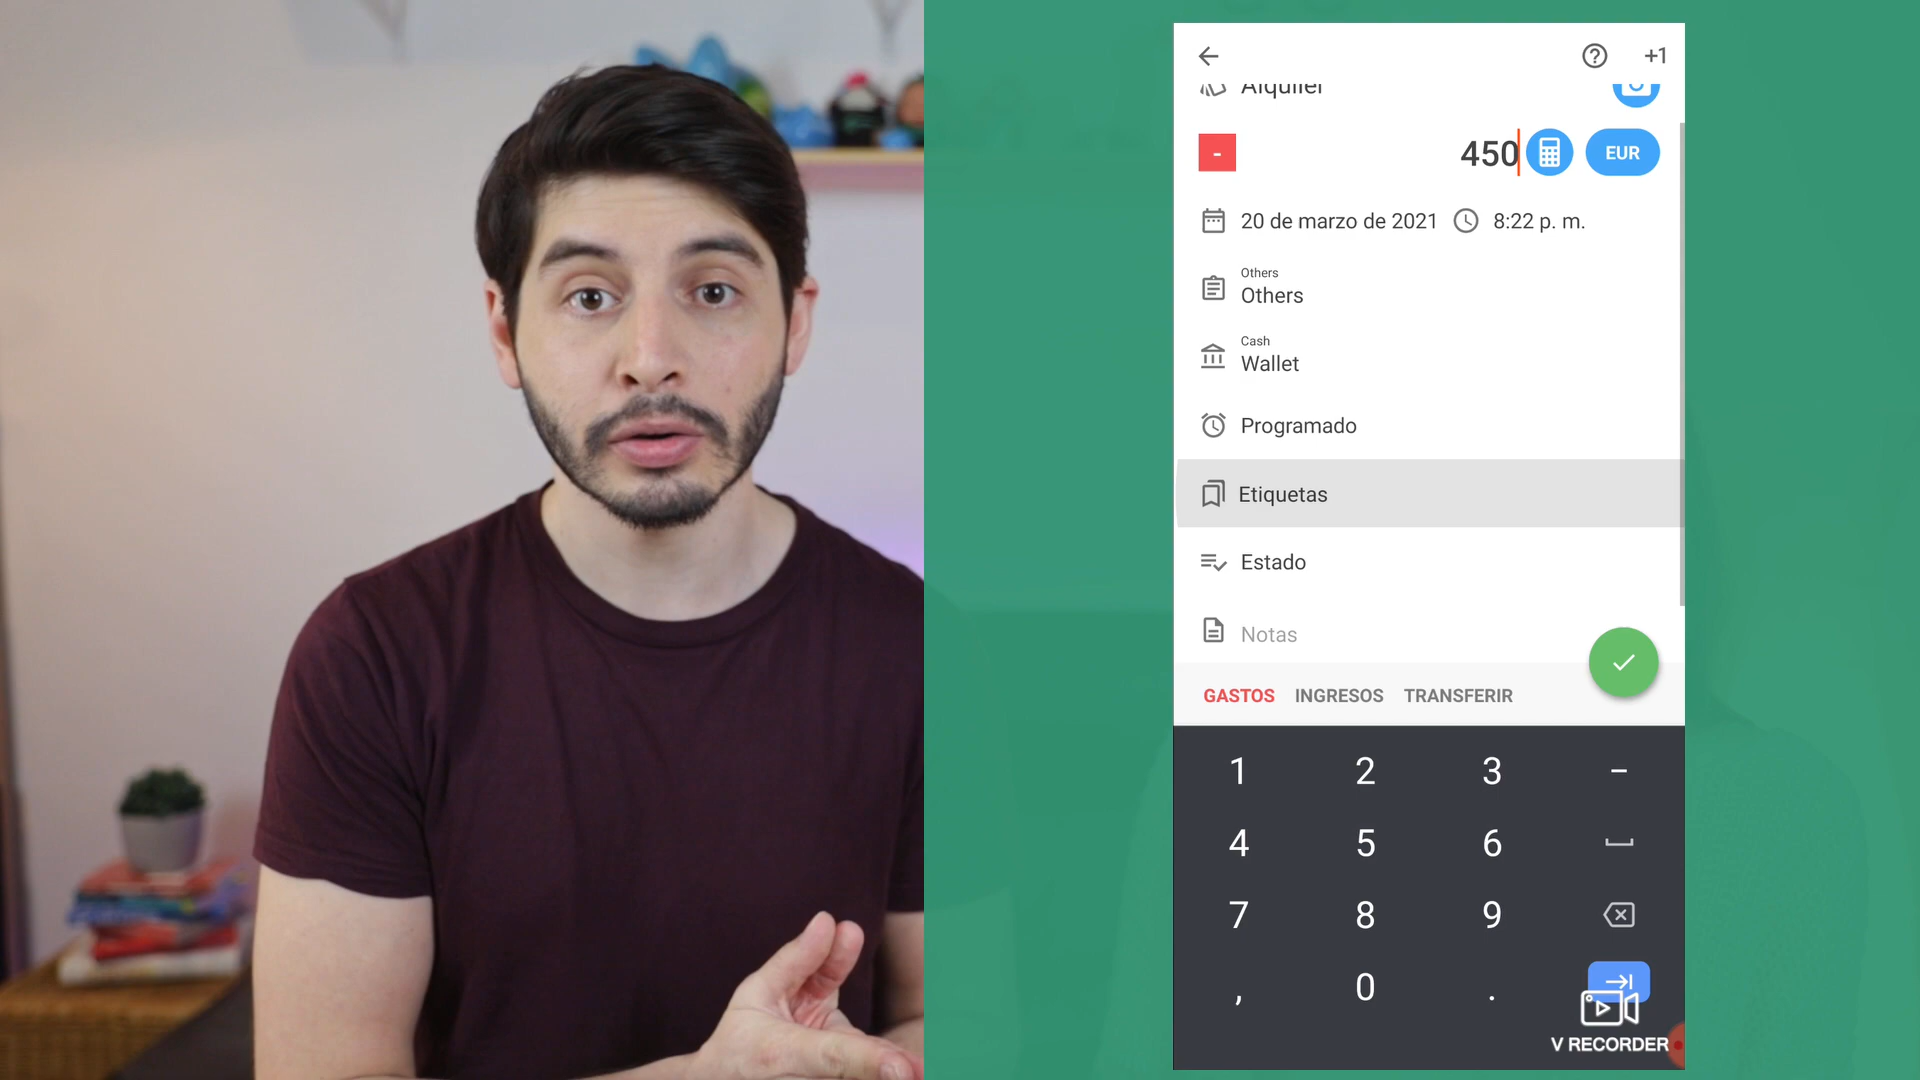 +1
Alquiler
-
450
EUR
20 de marzo de 2021
8:22 p. m.
Others
Others
Cash
Wallet
Programado
Etiquetas
Estado
Notas
GASTOS
INGRESOS
TRANSFERIR
1 2 3 -
4 5 6
7 8 9
, 0 .
V RECORDER